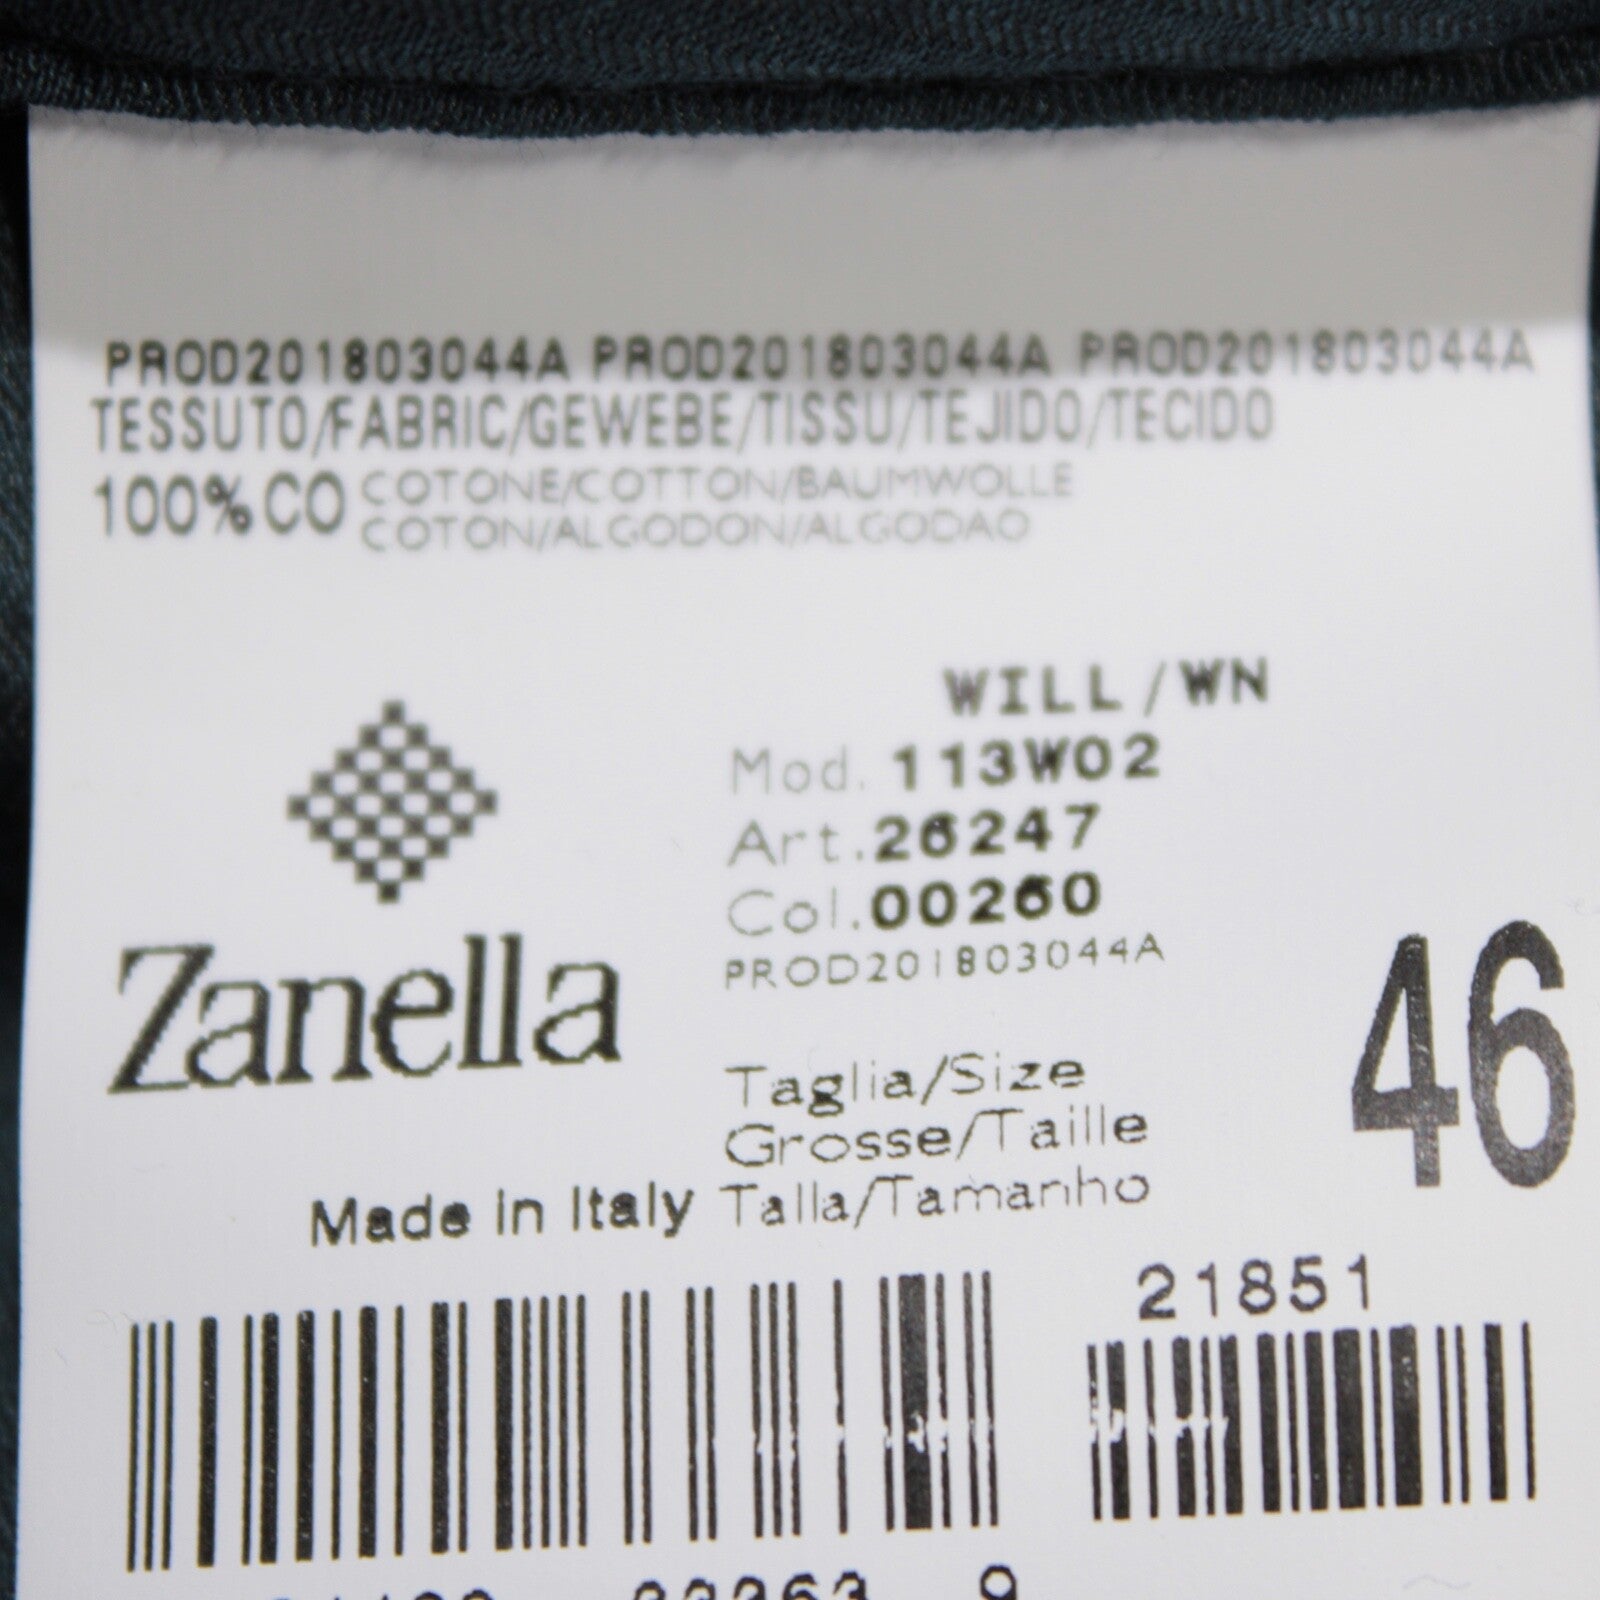 PROD201803044A PROD201803044A PROD201803044A
TESSUTO/FABRIC/GEWEBE/TISSU/TEJIDO/TECIDO
100%CO COTONE/COTTON/BAUMWOLLE
COTON/ALGODON/ALGODAO
WILL/WN
Mod. 113W02
Art.26247
Col.00260
PROD201803044A
Zanella
46
Taglia/Size
Grosse/Taille
Talla/Tamanho
Made in Italy
21851
9